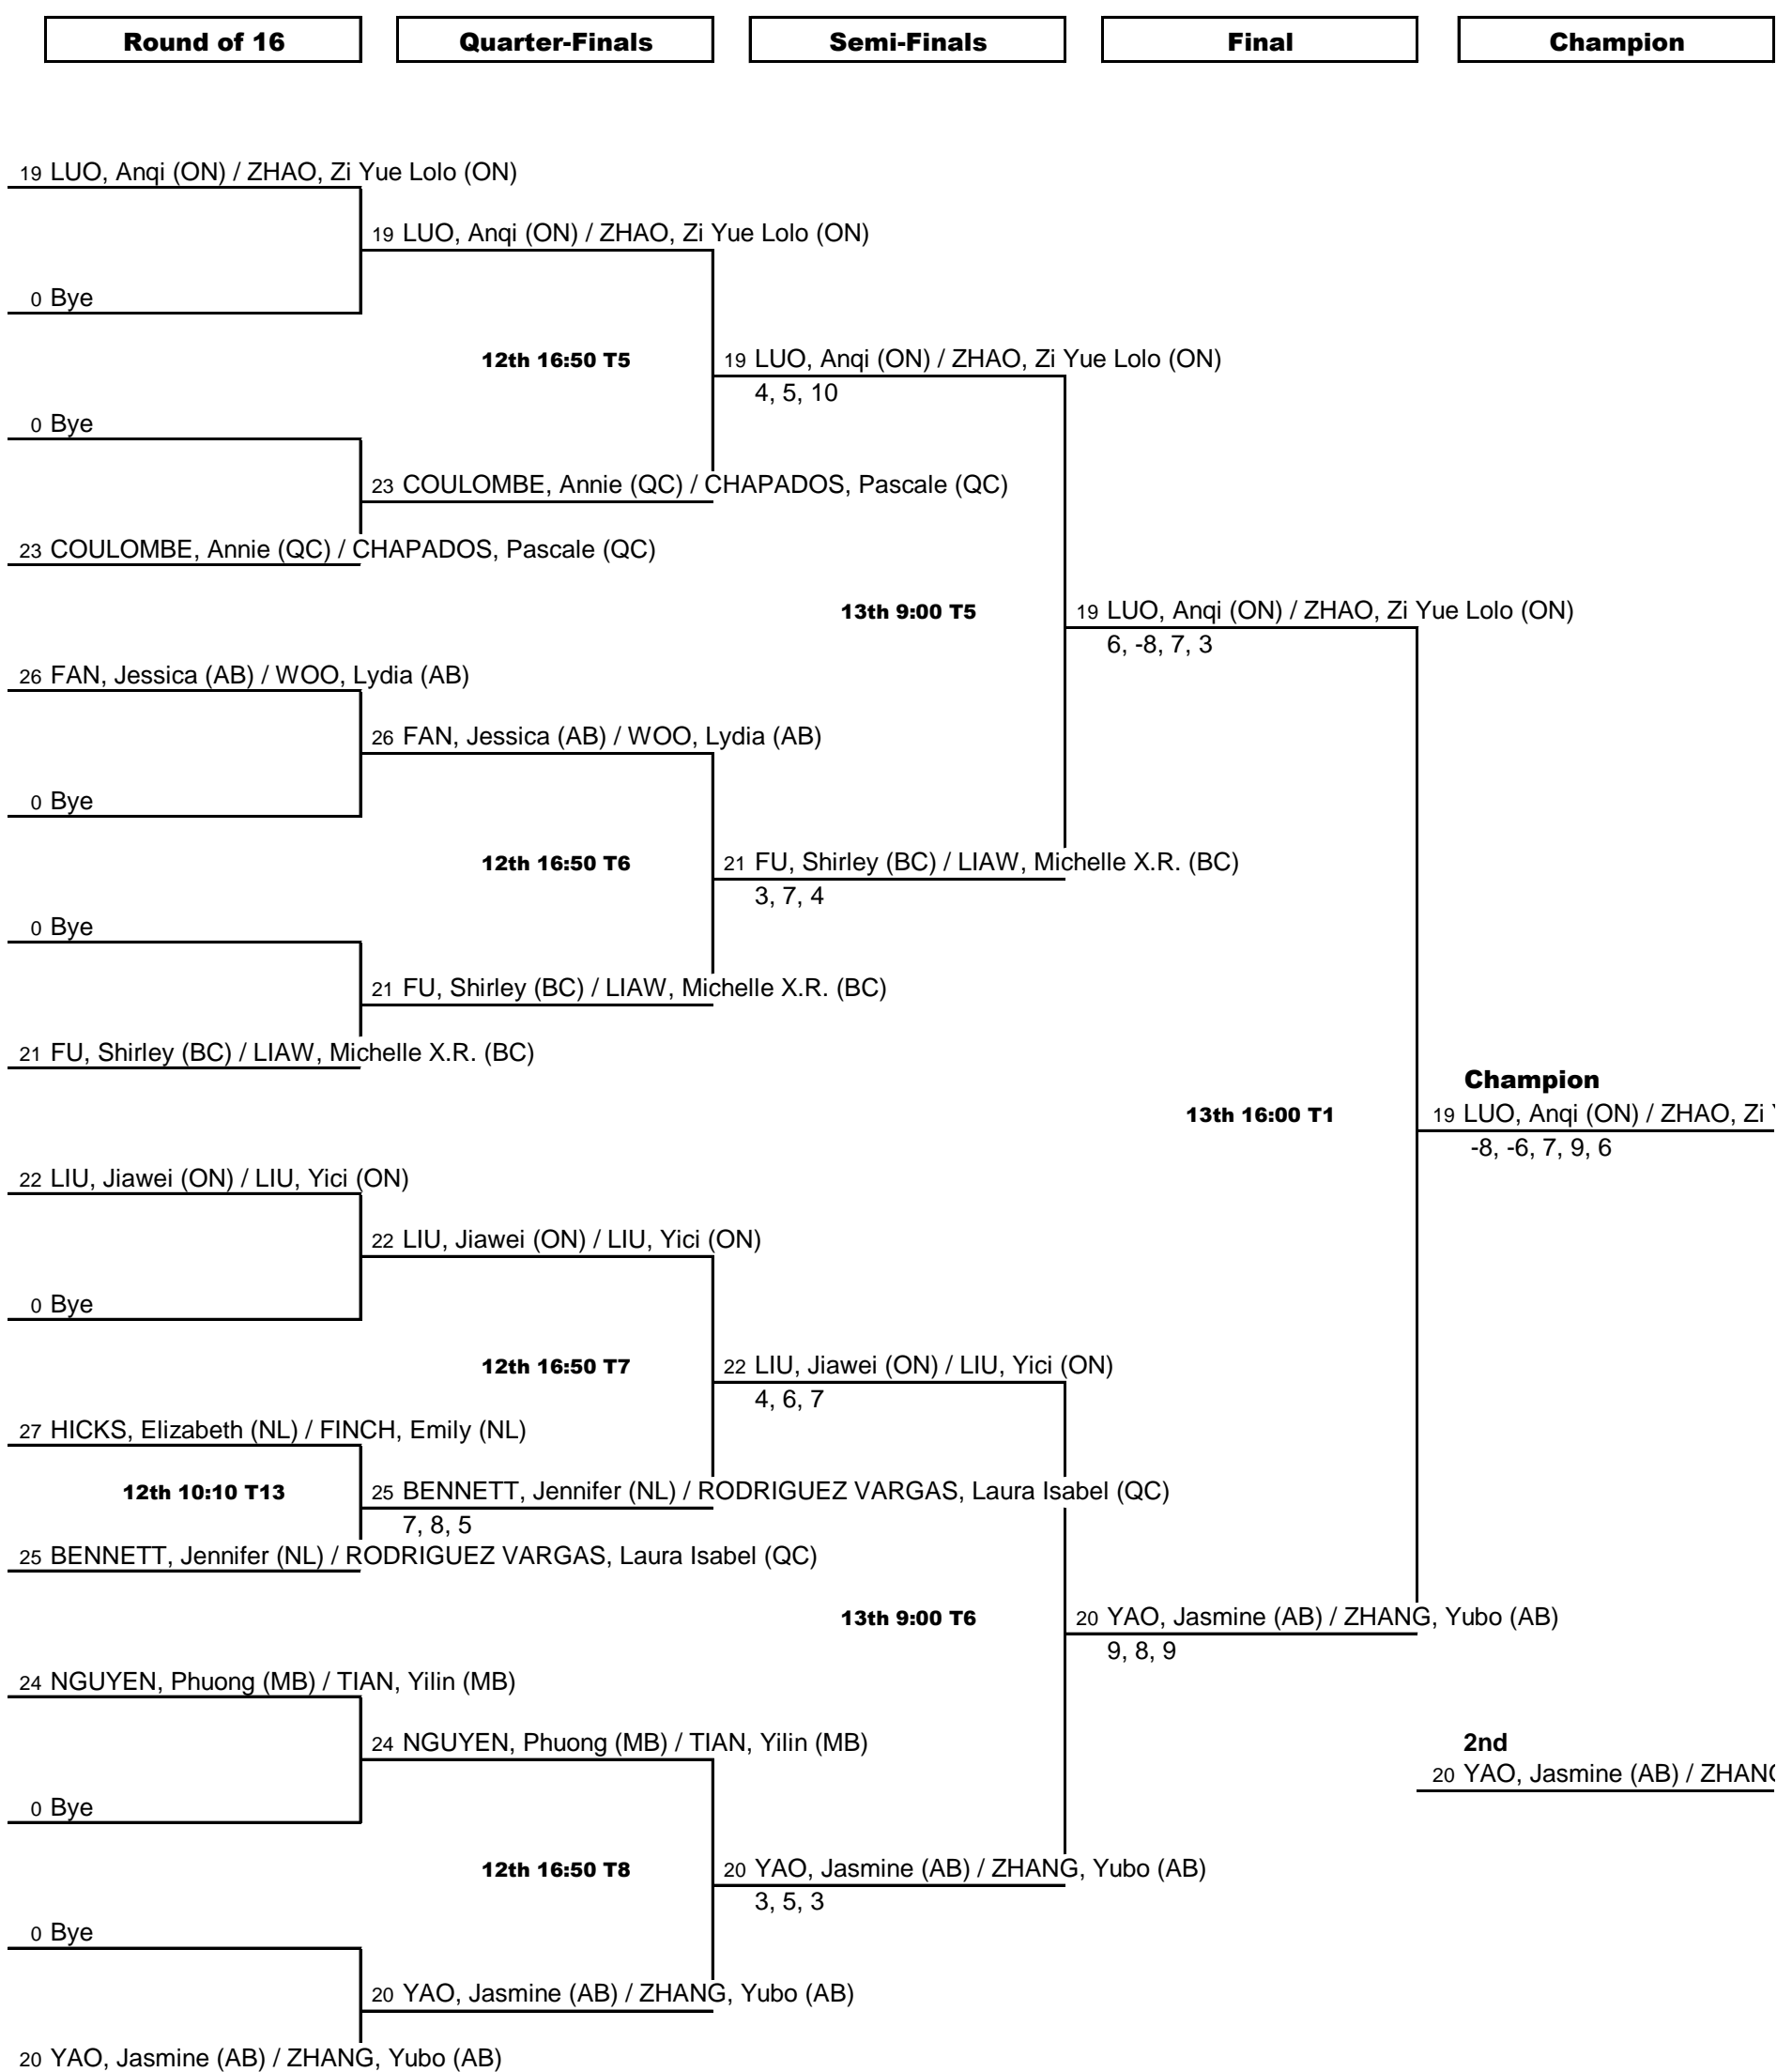 Round of 16 Quarter-Finals Semi-Finals Final Champion
19 LUO, Anqi (ON) / ZHAO, Zi Yue Lolo (ON)
19 LUO, Anqi (ON) / ZHAO, Zi Yue Lolo (ON)
0 Bye
12th 16:50 T5 19 LUO, Anqi (ON) / ZHAO, Zi Yue Lolo (ON)
4, 5, 10
0 Bye
23 COULOMBE, Annie (QC) / CHAPADOS, Pascale (QC)
23 COULOMBE, Annie (QC) / CHAPADOS, Pascale (QC)
13th 9:00 T5 19 LUO, Anqi (ON) / ZHAO, Zi Yue Lolo (ON)
6, -8, 7, 3
26 FAN, Jessica (AB) / WOO, Lydia (AB)
26 FAN, Jessica (AB) / WOO, Lydia (AB)
0 Bye
12th 16:50 T6 21 FU, Shirley (BC) / LIAW, Michelle X.R. (BC)
3, 7, 4
0 Bye
21 FU, Shirley (BC) / LIAW, Michelle X.R. (BC)
21 FU, Shirley (BC) / LIAW, Michelle X.R. (BC)
Champion
13th 16:00 T1 19 LUO, Anqi (ON) / ZHAO, Zi
-8, -6, 7, 9, 6
22 LIU, Jiawei (ON) / LIU, Yici (ON)
22 LIU, Jiawei (ON) / LIU, Yici (ON)
0 Bye
12th 16:50 T7 22 LIU, Jiawei (ON) / LIU, Yici (ON)
4, 6, 7
27 HICKS, Elizabeth (NL) / FINCH, Emily (NL)
12th 10:10 T13 25 BENNETT, Jennifer (NL) / RODRIGUEZ VARGAS, Laura Isabel (QC)
7, 8, 5
25 BENNETT, Jennifer (NL) / RODRIGUEZ VARGAS, Laura Isabel (QC)
13th 9:00 T6 20 YAO, Jasmine (AB) / ZHANG, Yubo (AB)
9, 8, 9
24 NGUYEN, Phuong (MB) / TIAN, Yilin (MB)
24 NGUYEN, Phuong (MB) / TIAN, Yilin (MB)
2nd
20 YAO, Jasmine (AB) / ZHANG
0 Bye
12th 16:50 T8 20 YAO, Jasmine (AB) / ZHANG, Yubo (AB)
3, 5, 3
0 Bye
20 YAO, Jasmine (AB) / ZHANG, Yubo (AB)
20 YAO, Jasmine (AB) / ZHANG, Yubo (AB)